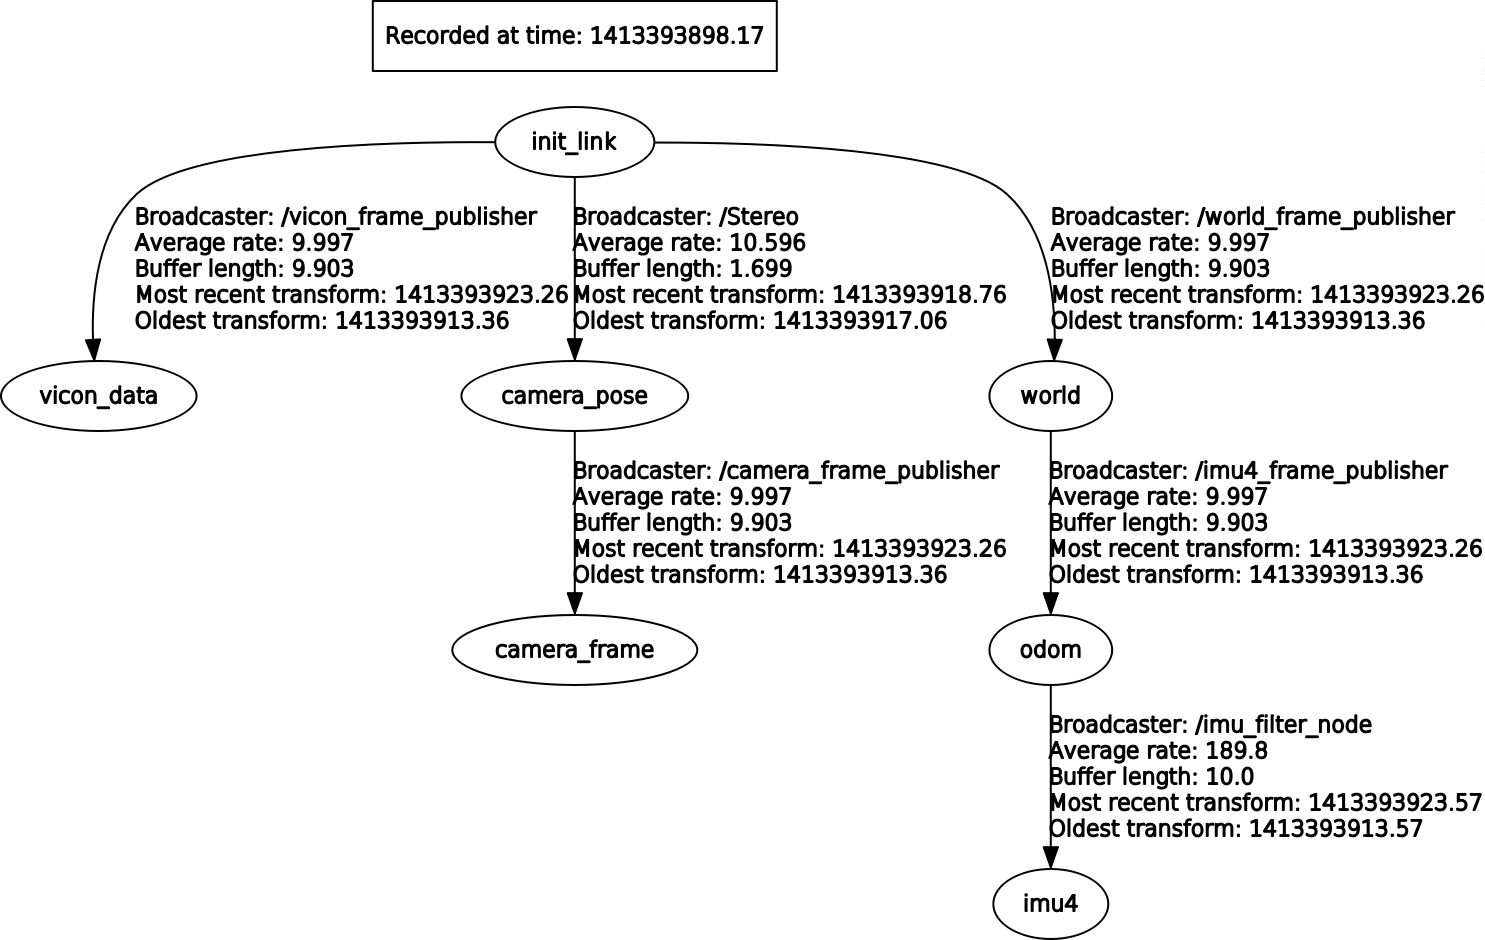 Recorded at time: 1413393898.17
init_link
Broadcaster: /vicon_frame_publisher
Average rate: 9.997
Buffer length: 9.903
Most recent transform: 1413393923.26
Oldest transform: 1413393913.36
Broadcaster: /Stereo
Average rate: 10.596
Buffer length: 1.699
Most recent transform: 1413393918.76
Oldest transform: 1413393917.06
Broadcaster: /world_frame_publisher
Average rate: 9.997
Buffer length: 9.903
Most recent transform: 1413393923.26
Oldest transform: 1413393913.36
vicon_data
camera_pose
world
Broadcaster: /camera_frame_publisher
Average rate: 9.997
Buffer length: 9.903
Most recent transform: 1413393923.26
Oldest transform: 1413393913.36
Broadcaster: /imu4_frame_publisher
Average rate: 9.997
Buffer length: 9.903
Most recent transform: 1413393923.26
Oldest transform: 1413393913.36
camera_frame
odom
Broadcaster: /imu_filter_node
Average rate: 189.8
Buffer length: 10.0
Most recent transform: 1413393923.57
Oldest transform: 1413393913.57
imu4